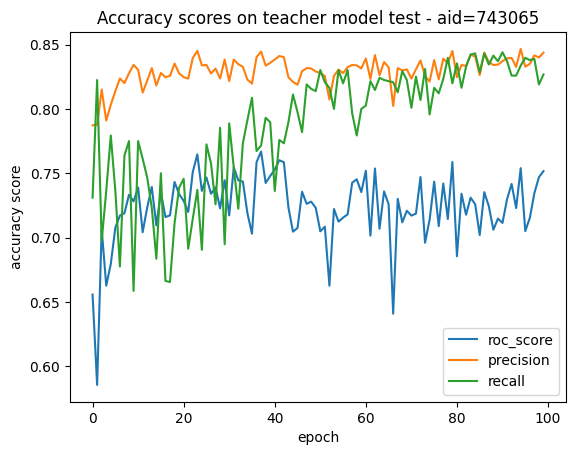 Accuracy scores on teacher model test - aid=743065
accuracy score
0.85
0.80
0.75
0.70
0.65
0.60
0
20
40
60
80
100
epoch
roc_score
precision
recall